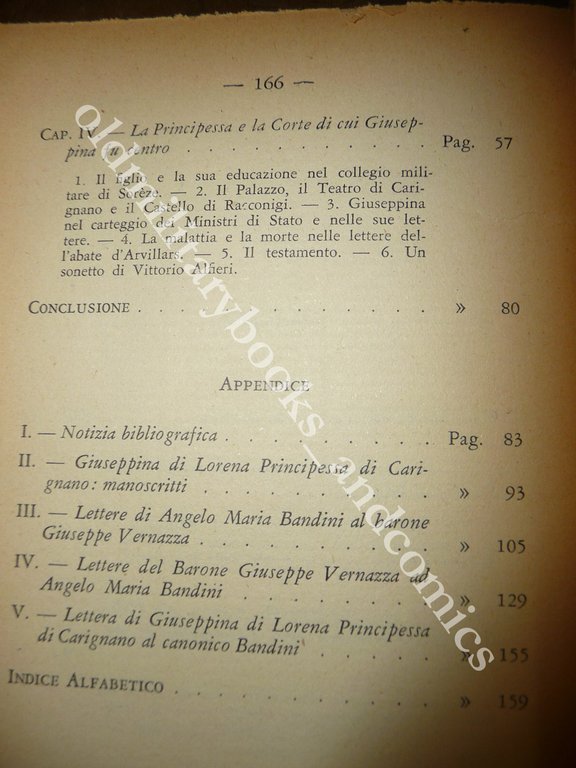 — 166 —
CAP. IV. — La Principessa e la Corte di cui Giusep-
pina fu centro . . . . . . . . Pag. 57
1. Il figlio e la sua educazione nel collegio mili-
tare di Sorèze. — 2. Il Palazzo, il Teatro di Cari-
gnano e il Castello di Racconigi. — 3. Giuseppina
nel carteggio dei Ministri di Stato e nelle sue let-
tere. — 4. La malattia e la morte nelle lettere del-
l'abate d'Arvillars. — 5. Il testamento. — 6. Un
sonetto di Vittorio Alfieri.
CONCLUSIONE . . . . . . . . . . » 80
APPENDICE
I. — Notizia bibliografica . . . . . . . Pag. 83
II. — Giuseppina di Lorena Principessa di Cari-
gnano: manoscritti . . . . . . . » 93
III. — Lettere di Angelo Maria Bandini al barone
Giuseppe Vernazza . . . . . . . » 105
IV. — Lettere del Barone Giuseppe Vernazza ad
Angelo Maria Bandini . . . . . . » 129
V. — Lettera di Giuseppina di Lorena Principessa
di Carignano al canonico Bandini . . . . » 155
INDICE ALFABETICO . . . . . . . . » 159
oldmilitarybooks_andcomics